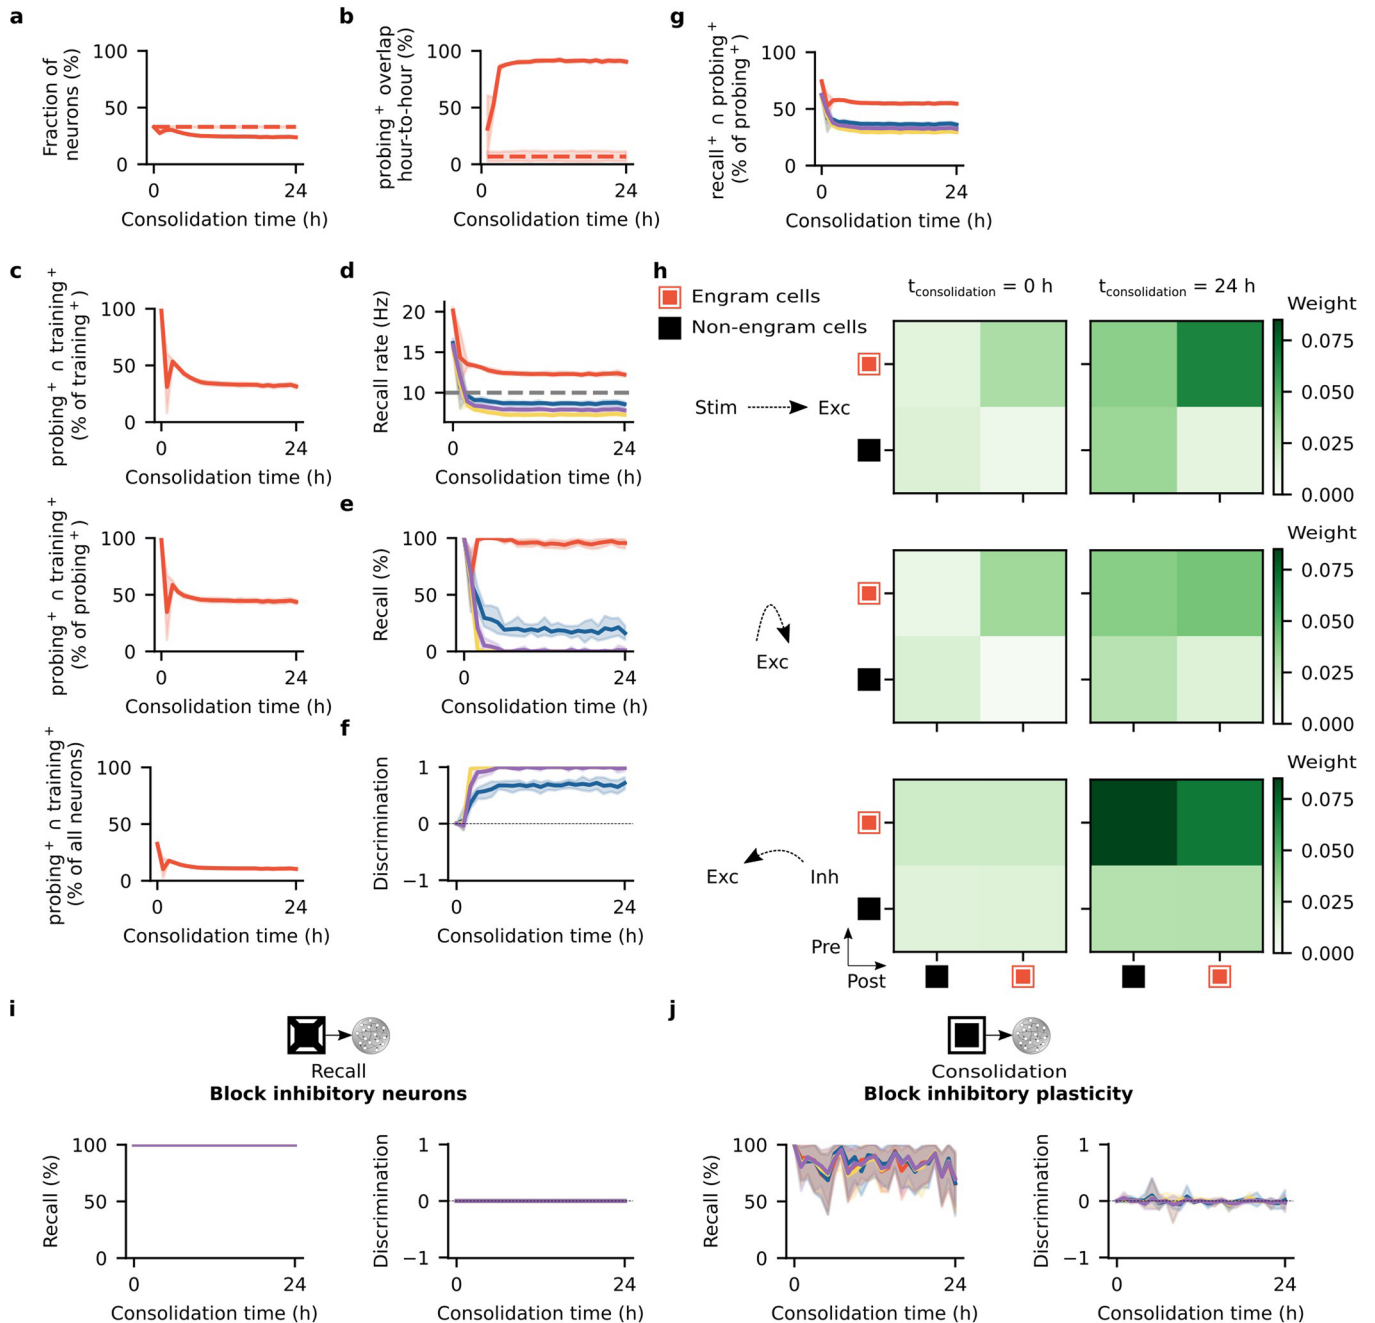 a
Fraction of
neurons (%)
100
50
0
0
24
Consolidation time (h)
b
probing⁺ overlap
hour-to-hour (%)
100
50
0
0
24
Consolidation time (h)
g
recall⁺ ∩ probing⁺
(% of probing⁺)
100
50
0
0
24
Consolidation time (h)
c
probing⁺ ∩ training⁺
(% of training⁺)
100
50
0
0
24
Consolidation time (h)
probing⁺ ∩ training⁺
(% of probing⁺)
100
50
0
0
24
Consolidation time (h)
probing⁺ ∩ training⁺
(% of all neurons)
100
50
0
0
24
Consolidation time (h)
d
Recall rate (Hz)
20
15
10
0
24
Consolidation time (h)
e
Recall (%)
100
50
0
0
24
Consolidation time (h)
f
Discrimination
1
0
−1
0
24
Consolidation time (h)
h
Engram cells
Non-engram cells
t_consolidation = 0 h
t_consolidation = 24 h
Stim
Exc
Weight
0.075
0.050
0.025
0.000
Exc
Weight
0.075
0.050
0.025
0.000
Exc
Inh
Weight
0.075
0.050
0.025
0.000
Pre
Post
i
Recall
Block inhibitory neurons
Recall (%)
100
50
0
0
24
Consolidation time (h)
Discrimination
1
0
−1
0
24
Consolidation time (h)
j
Consolidation
Block inhibitory plasticity
Recall (%)
100
50
0
0
24
Consolidation time (h)
Discrimination
1
0
−1
0
24
Consolidation time (h)